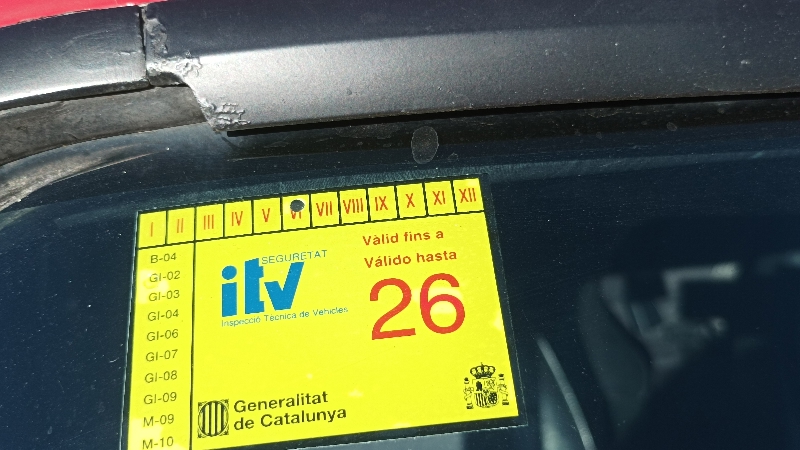 I II III IV V VI VII VIII IX X XI XII
B-04
GI-02
GI-03
GI-04
GI-06
GI-07
GI-08
GI-09
M-09
M-10
SEGURETAT
itv
Inspecció Tècnica de Vehicles
Vàlid fins a
Válido hasta
26
Generalitat
de Catalunya